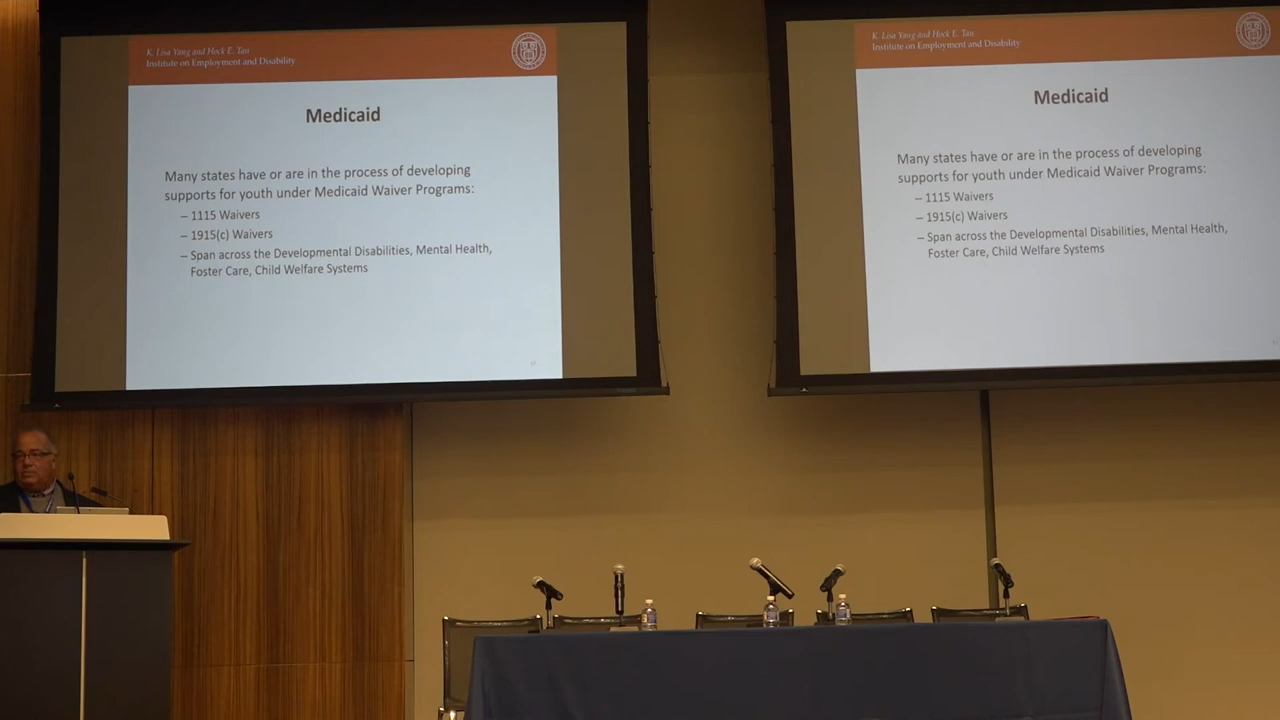 K. Lisa Yang and Hock E. Tan
Institute on Employment and Disability
Medicaid
Many states have or are in the process of developing
supports for youth under Medicaid Waiver Programs:
– 1115 Waivers
– 1915(c) Waivers
– Span across the Developmental Disabilities, Mental Health,
Foster Care, Child Welfare Systems
K. Lisa Yang and Hock E. Tan
Institute on Employment and Disability
Medicaid
Many states have or are in the process of developing
supports for youth under Medicaid Waiver Programs:
– 1115 Waivers
– 1915(c) Waivers
– Span across the Developmental Disabilities, Mental Health,
Foster Care, Child Welfare Systems